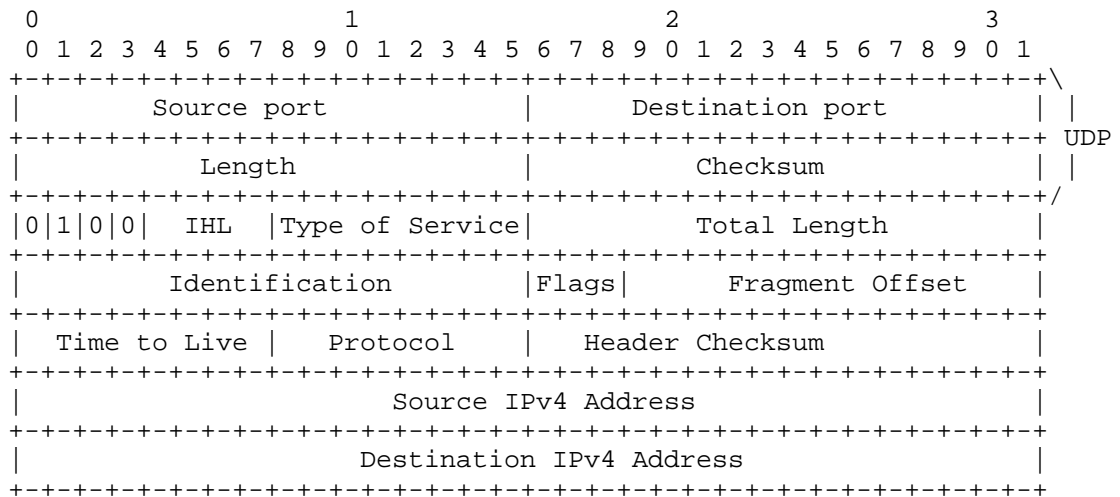 0                   1                   2                   3
 0 1 2 3 4 5 6 7 8 9 0 1 2 3 4 5 6 7 8 9 0 1 2 3 4 5 6 7 8 9 0 1
+-+-+-+-+-+-+-+-+-+-+-+-+-+-+-+-+-+-+-+-+-+-+-+-+-+-+-+-+-+-+-+-+\
|        Source port            |      Destination port         | |
+-+-+-+-+-+-+-+-+-+-+-+-+-+-+-+-+-+-+-+-+-+-+-+-+-+-+-+-+-+-+-+-+ UDP
|           Length              |          Checksum             | |
+-+-+-+-+-+-+-+-+-+-+-+-+-+-+-+-+-+-+-+-+-+-+-+-+-+-+-+-+-+-+-+-+/
|0|1|0|0|  IHL  |Type of Service|          Total Length         |
+-+-+-+-+-+-+-+-+-+-+-+-+-+-+-+-+-+-+-+-+-+-+-+-+-+-+-+-+-+-+-+-+
|         Identification        |Flags|      Fragment Offset    |
+-+-+-+-+-+-+-+-+-+-+-+-+-+-+-+-+-+-+-+-+-+-+-+-+-+-+-+-+-+-+-+-+
|  Time to Live |   Protocol    |   Header Checksum             |
+-+-+-+-+-+-+-+-+-+-+-+-+-+-+-+-+-+-+-+-+-+-+-+-+-+-+-+-+-+-+-+-+
|                       Source IPv4 Address                     |
+-+-+-+-+-+-+-+-+-+-+-+-+-+-+-+-+-+-+-+-+-+-+-+-+-+-+-+-+-+-+-+-+
|                     Destination IPv4 Address                  |
+-+-+-+-+-+-+-+-+-+-+-+-+-+-+-+-+-+-+-+-+-+-+-+-+-+-+-+-+-+-+-+-+